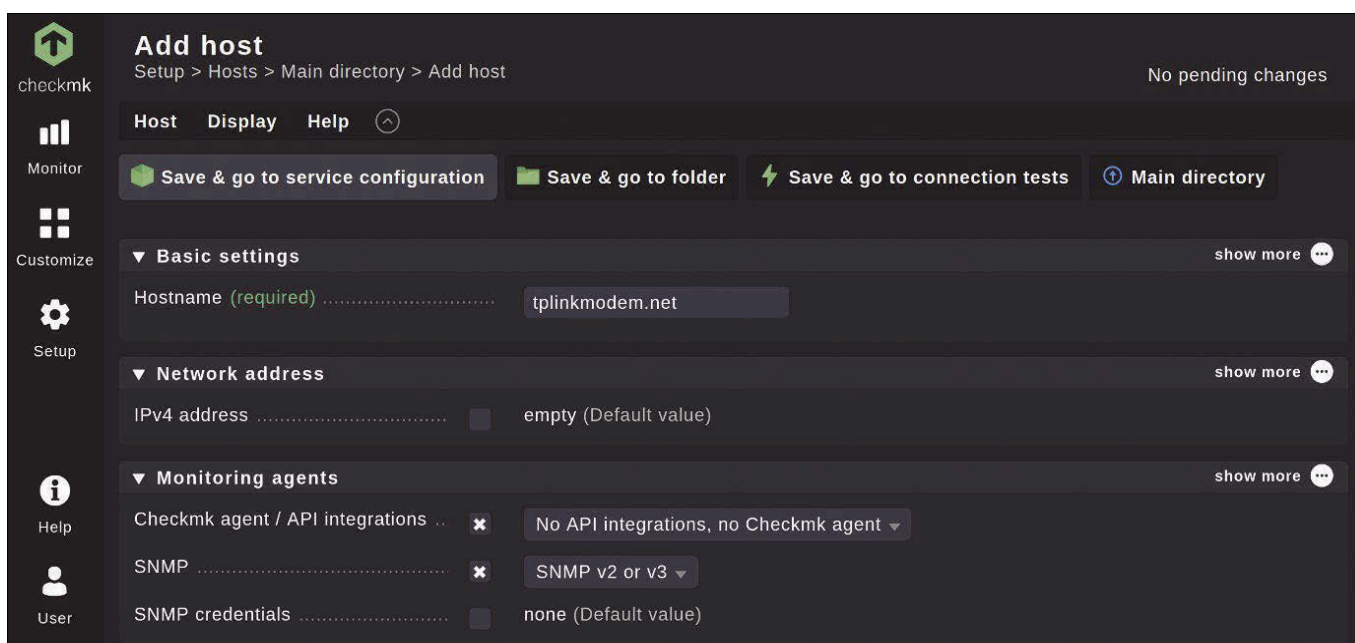 checkmk
Monitor
Customize
Setup
Help
User
Add host
Setup > Hosts > Main directory > Add host
No pending changes
Host Display Help
Save & go to service configuration Save & go to folder Save & go to connection tests Main directory
Basic settings show more
Hostname (required) tplinkmodem.net
Network address show more
IPv4 address empty (Default value)
Monitoring agents show more
Checkmk agent / API integrations No API integrations, no Checkmk agent
SNMP SNMP v2 or v3
SNMP credentials none (Default value)